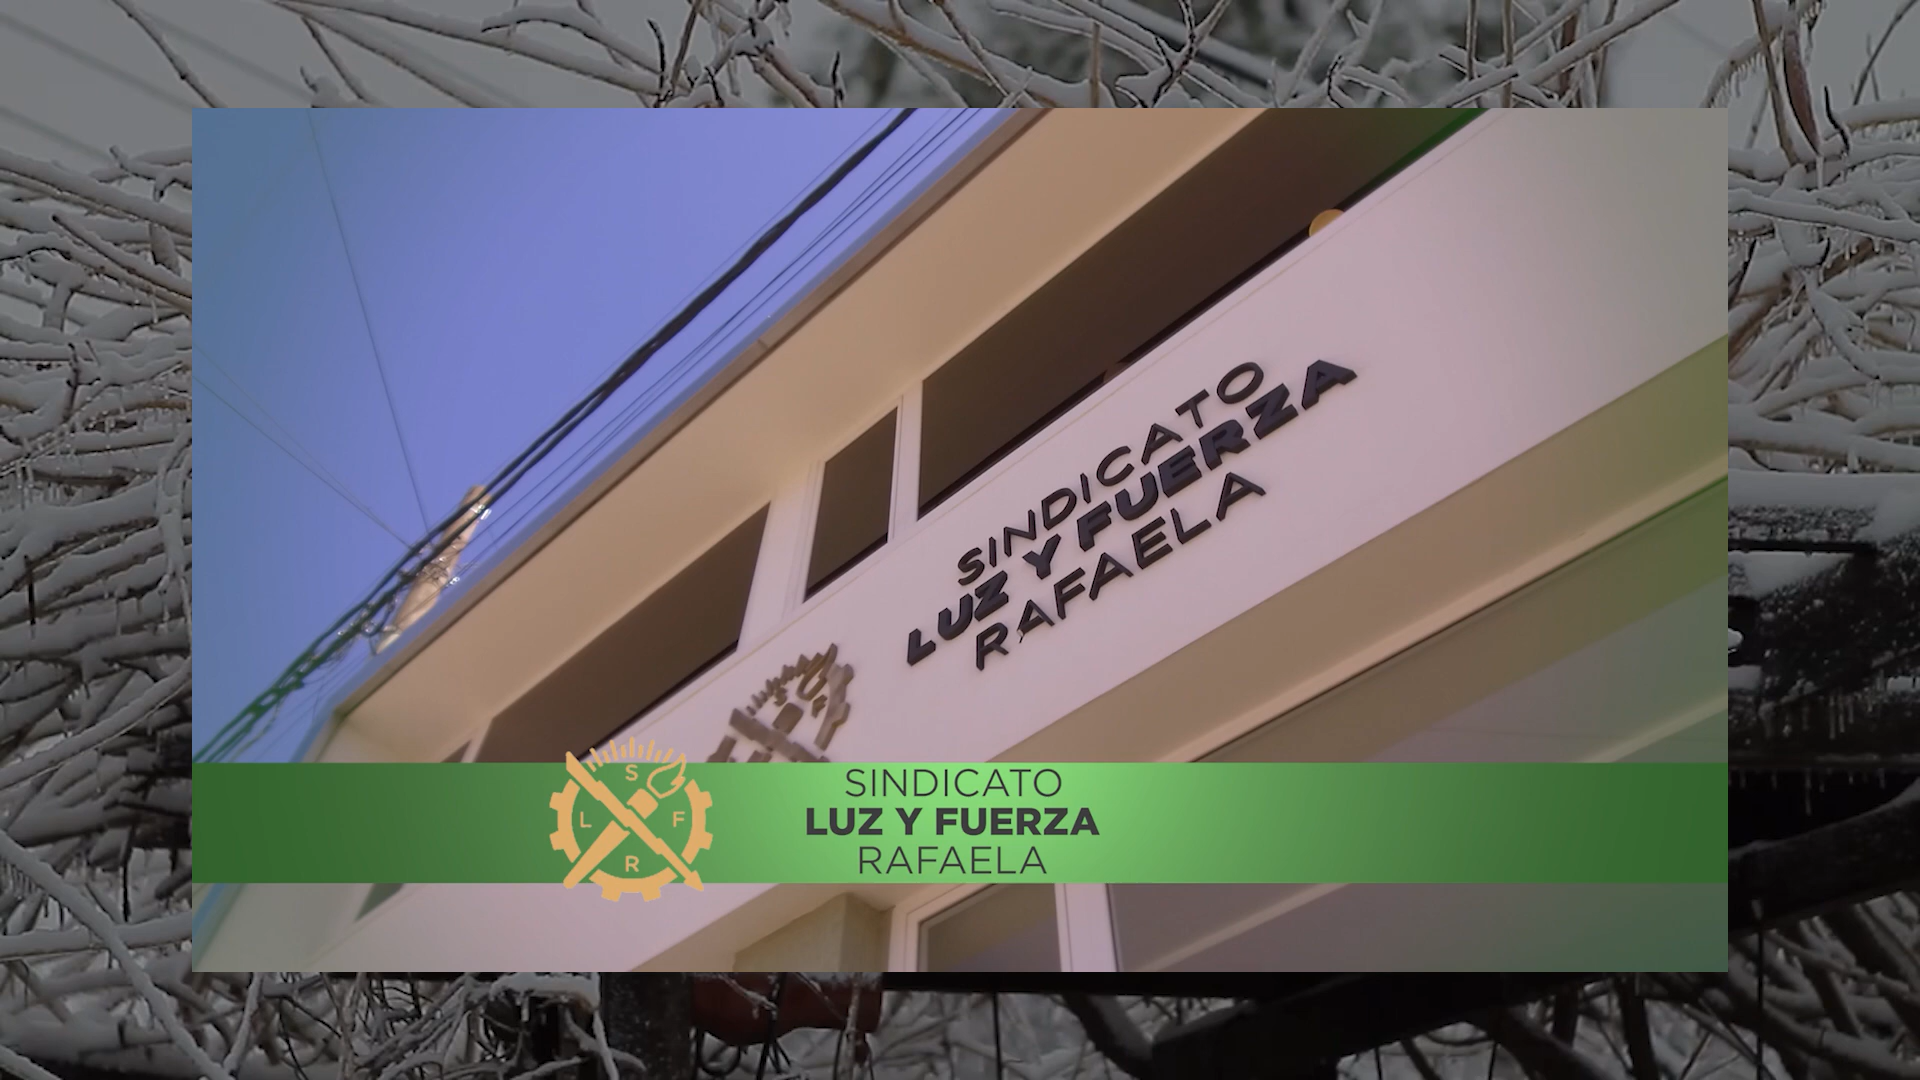 SINDICATO
LUZ Y FUERZA
RAFAELA
S
L F
R
SINDICATO
LUZ Y FUERZA
RAFAELA